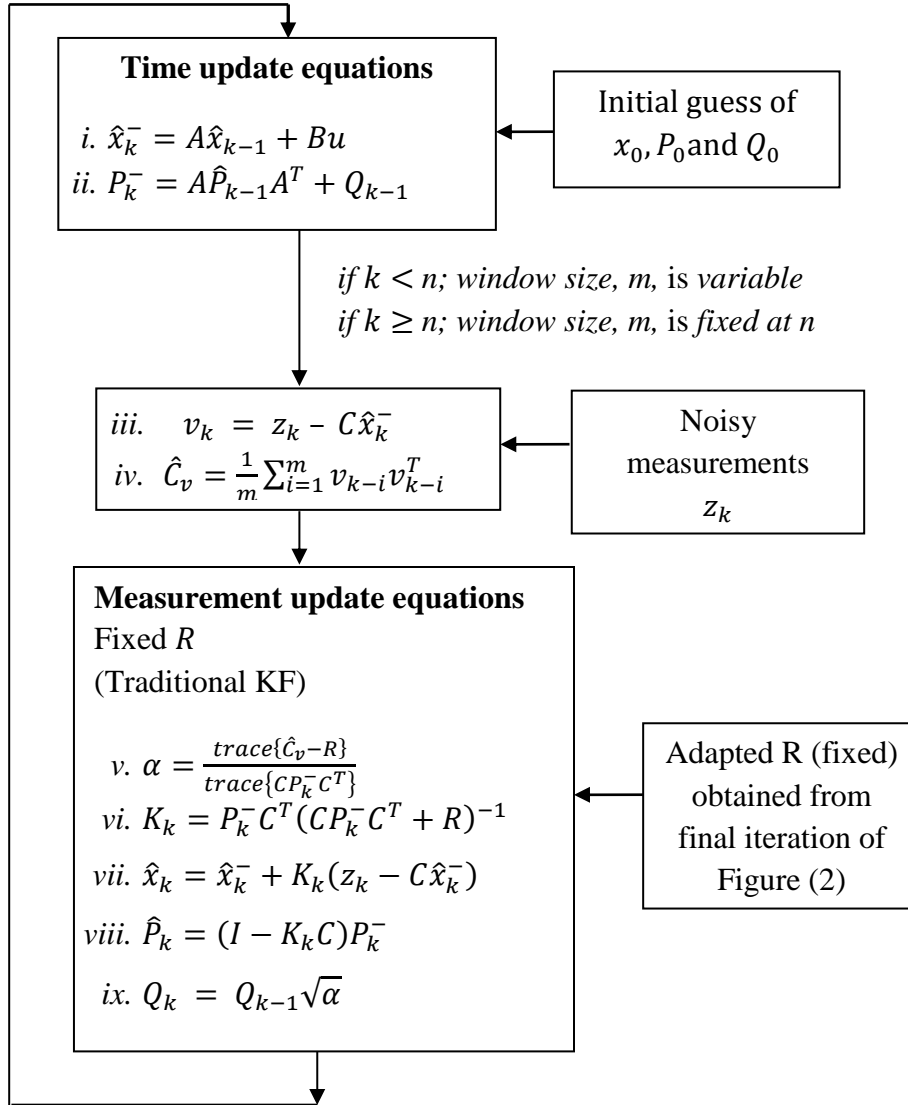 Time update equations
i. x̂ₖ⁻ = Ax̂ₖ₋₁ + Bu
ii. Pₖ⁻ = AP̂ₖ₋₁Aᵀ + Qₖ₋₁
Initial guess of
x₀, P₀ and Q₀
if k < n; window size, m, is variable
if k ≥ n; window size, m, is fixed at n
iii. vₖ = zₖ – Cx̂ₖ⁻
iv. Ĉᵥ = 1/m ∑ᵢ₌₁ᵐ vₖ₋ᵢvₖ₋ᵢᵀ
Noisy
measurements
zₖ
Measurement update equations
Fixed R
(Traditional KF)
v. α = trace{Ĉᵥ−R} / trace{CPₖ⁻Cᵀ}
vi. Kₖ = Pₖ⁻Cᵀ(CPₖ⁻Cᵀ + R)⁻¹
vii. x̂ₖ = x̂ₖ⁻ + Kₖ(zₖ − Cx̂ₖ⁻)
viii. P̂ₖ = (I − KₖC)Pₖ⁻
ix. Qₖ = Qₖ₋₁√α
Adapted R (fixed)
obtained from
final iteration of
Figure (2)